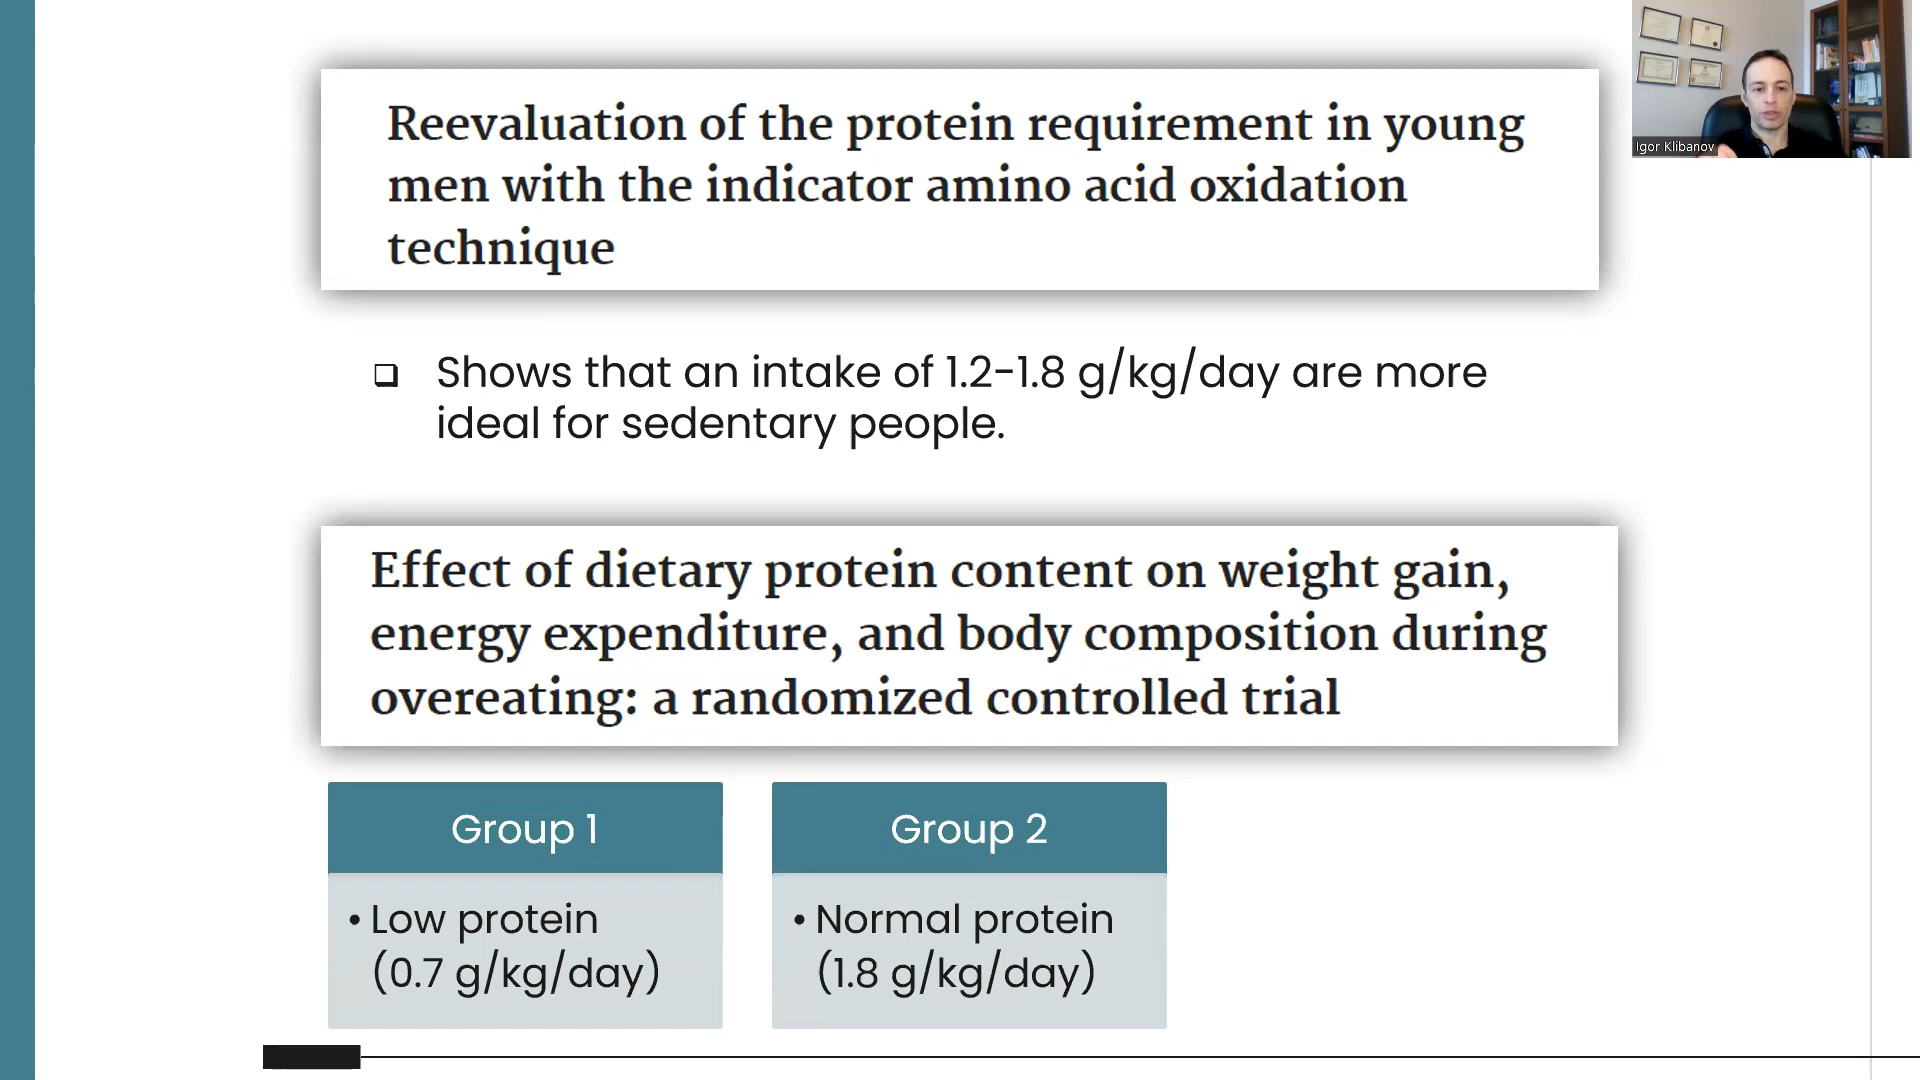 Reevaluation of the protein requirement in young
men with the indicator amino acid oxidation
technique
Igor Klibanov
❑ Shows that an intake of 1.2-1.8 g/kg/day are more
ideal for sedentary people.
Effect of dietary protein content on weight gain,
energy expenditure, and body composition during
overeating: a randomized controlled trial
Group 1
• Low protein
(0.7 g/kg/day)
Group 2
• Normal protein
(1.8 g/kg/day)